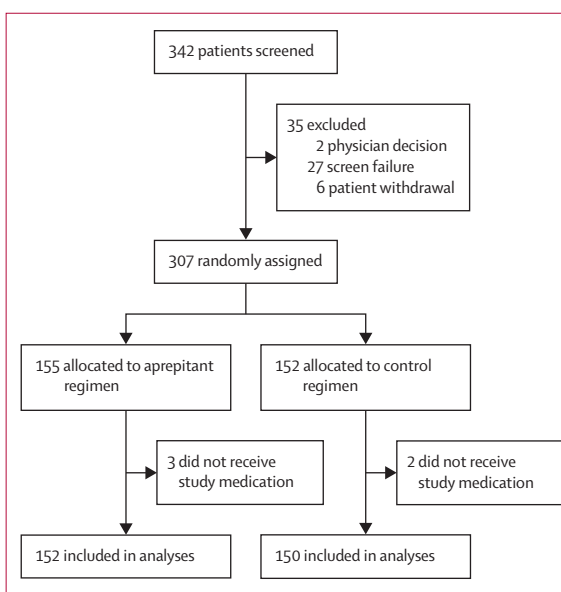 342 patients screened
35 excluded
2 physician decision
27 screen failure
6 patient withdrawal
307 randomly assigned
155 allocated to aprepitant
regimen
152 allocated to control
regimen
3 did not receive
study medication
2 did not receive
study medication
152 included in analyses
150 included in analyses